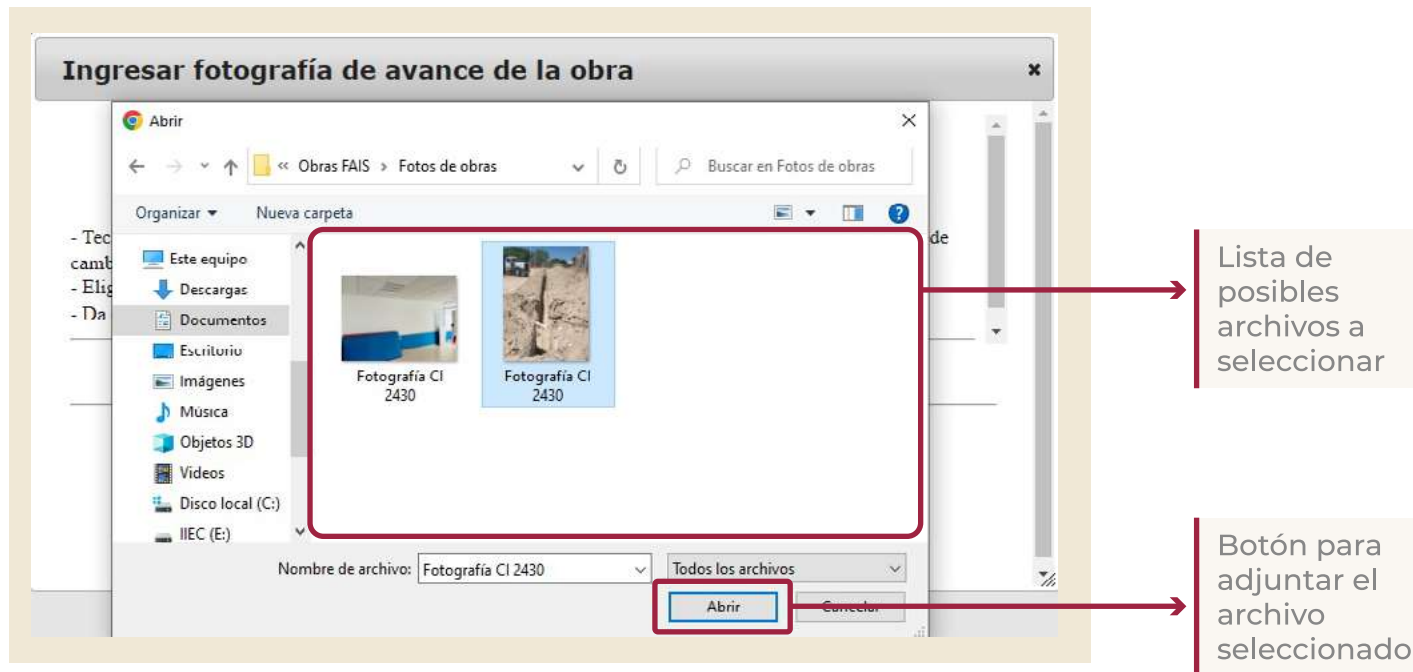 Ingresar fotografía de avance de la obra
Abrir
« Obras FAIS › Fotos de obras
Buscar en Fotos de obras
Organizar
Nueva carpeta
- Tec
de
camb
- Elig
- Da
Este equipo
Descargas
Documentos
Escritorio
Imágenes
Música
Objetos 3D
Videos
Disco local (C:)
IIEC (E:)
Fotografía CI
2430
Fotografía CI
2430
Nombre de archivo: Fotografía CI 2430
Todos los archivos
Abrir
Cancelar
Lista de
posibles
archivos a
seleccionar
Botón para
adjuntar el
archivo
seleccionado